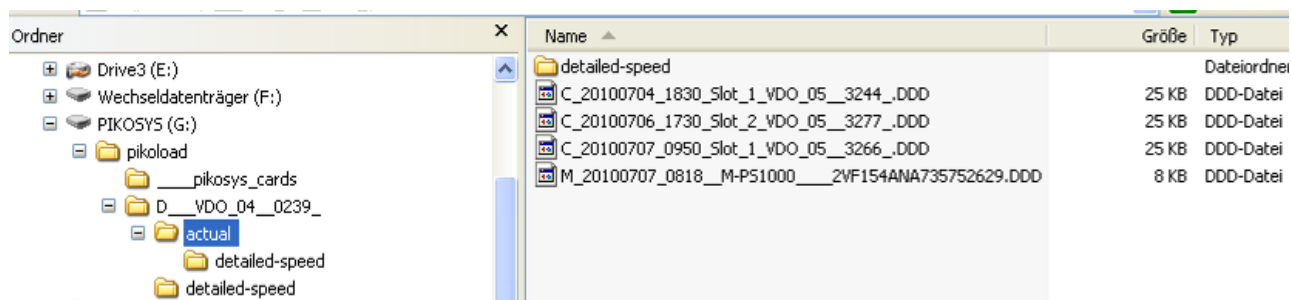 Ordner
Drive3 (E:)
Wechseldatenträger (F:)
PIKOSYS (G:)
pikoload
____pikosys_cards
D___VDO_04__0239_
actual
detailed-speed
detailed-speed
Name Größe Typ
detailed-speed Dateiordner
C_20100704_1830_Slot_1_VDO_05__3244_.DDD 25 KB DDD-Datei
C_20100706_1730_Slot_2_VDO_05__3277_.DDD 25 KB DDD-Datei
C_20100707_0950_Slot_1_VDO_05__3266_.DDD 25 KB DDD-Datei
M_20100707_0818__M-PS1000____2VF154ANA735752629.DDD 8 KB DDD-Datei